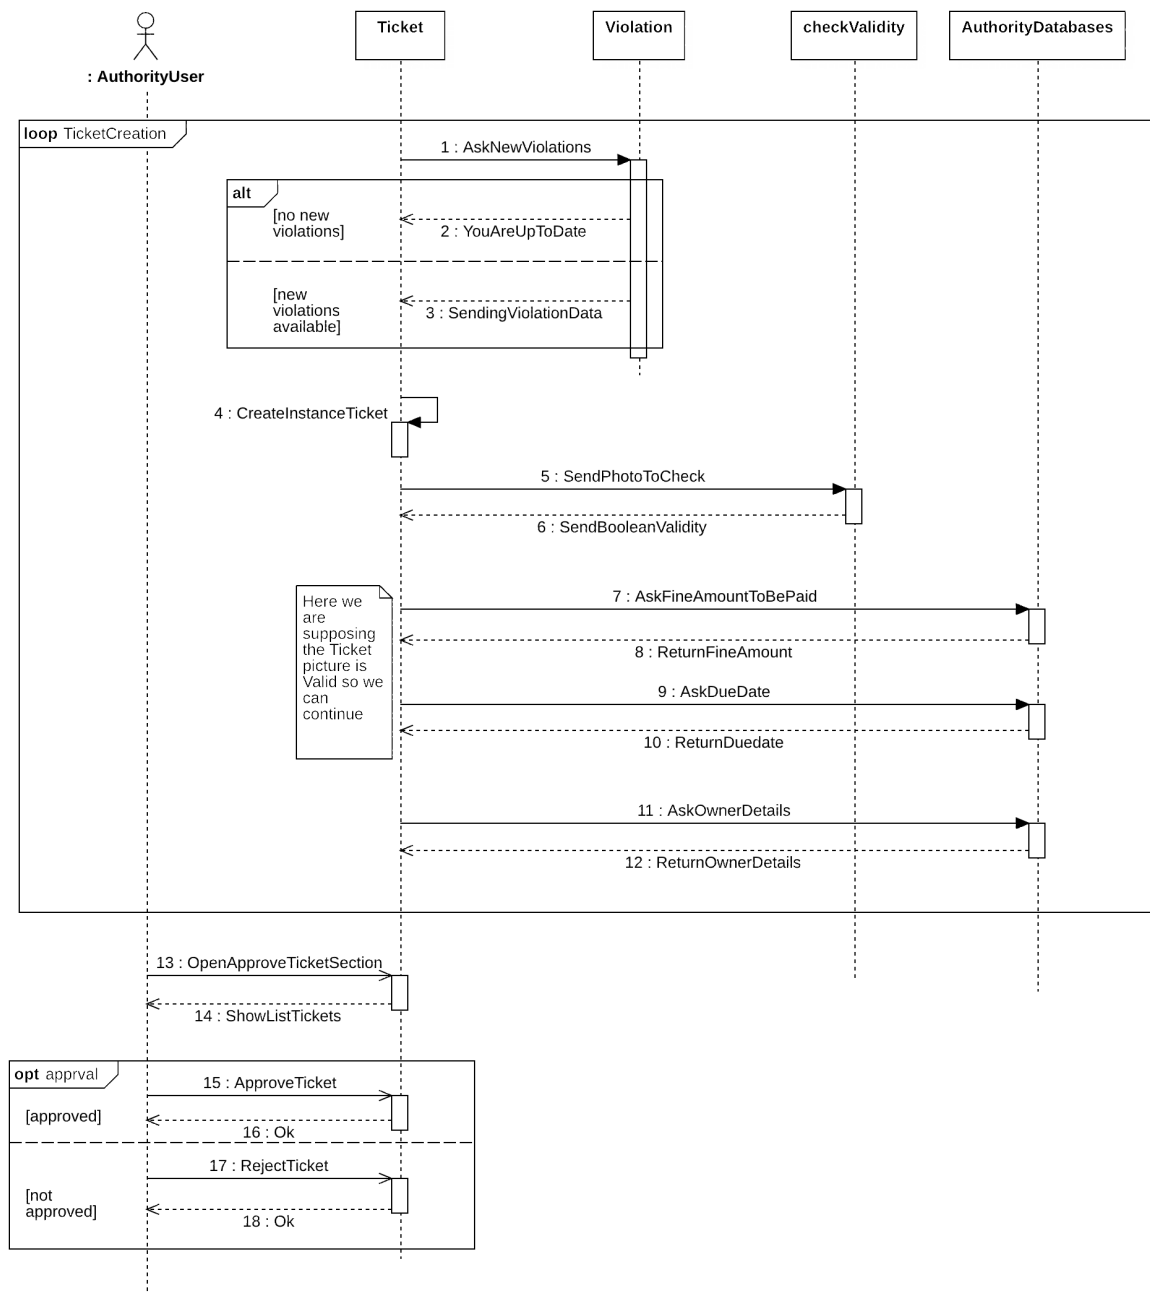 : AuthorityUser
Ticket
Violation
checkValidity
AuthorityDatabases
loop TicketCreation
1 : AskNewViolations
alt
[no new
violations]
2 : YouAreUpToDate
[new
violations
available]
3 : SendingViolationData
4 : CreateInstanceTicket
5 : SendPhotoToCheck
6 : SendBooleanValidity
Here we
are
supposing
the Ticket
picture is
Valid so we
can
continue
7 : AskFineAmountToBePaid
8 : ReturnFineAmount
9 : AskDueDate
10 : ReturnDuedate
11 : AskOwnerDetails
12 : ReturnOwnerDetails
13 : OpenApproveTicketSection
14 : ShowListTickets
opt apprval
15 : ApproveTicket
[approved]
16 : Ok
17 : RejectTicket
[not
approved]
18 : Ok